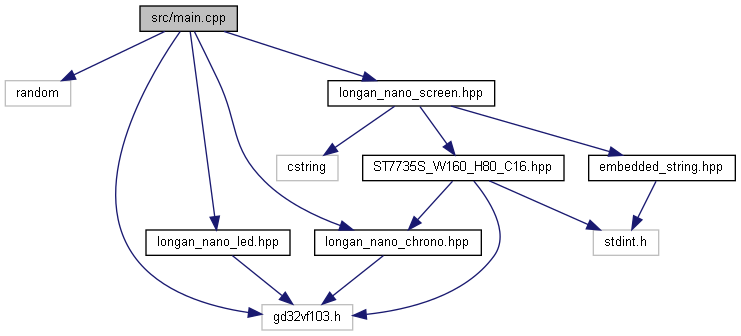 src/main.cpp
random
longan_nano_screen.hpp
cstring
ST7735S_W160_H80_C16.hpp
embedded_string.hpp
longan_nano_led.hpp
longan_nano_chrono.hpp
stdint.h
gd32vf103.h